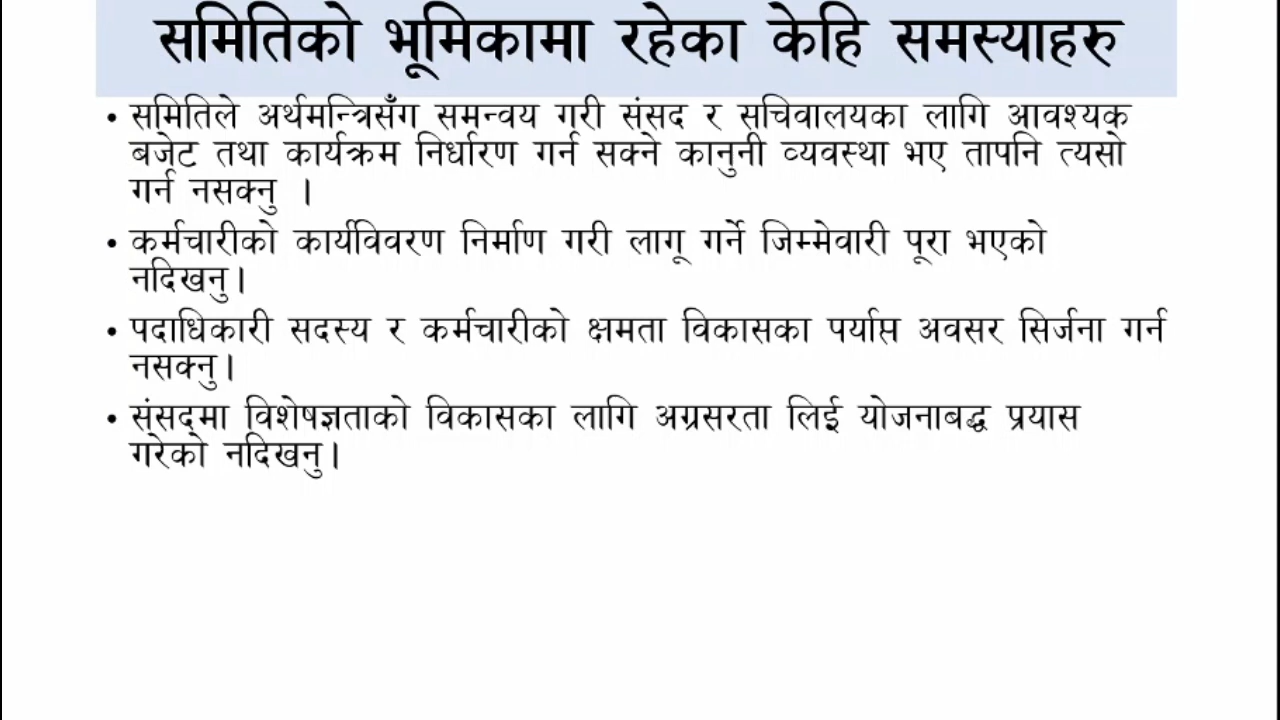 समितिको भूमिकामा रहेका केहि समस्याहरु
• समितिले अर्थमन्त्रिसँग समन्वय गरी संसद र सचिवालयका लागि आवश्यक
बजेट तथा कार्यक्रम निर्धारण गर्न सक्ने कानुनी व्यवस्था भए तापनि त्यसो
गर्न नसक्नु ।
• कर्मचारीको कार्यविवरण निर्माण गरी लागू गर्ने जिम्मेवारी पूरा भएको
नदिखनु।
• पदाधिकारी सदस्य र कर्मचारीको क्षमता विकासका पर्याप्त अवसर सिर्जना गर्न
नसक्नु।
• संसद्मा विशेषज्ञताको विकासका लागि अग्रसरता लिई योजनाबद्ध प्रयास
गरेको नदिखनु।